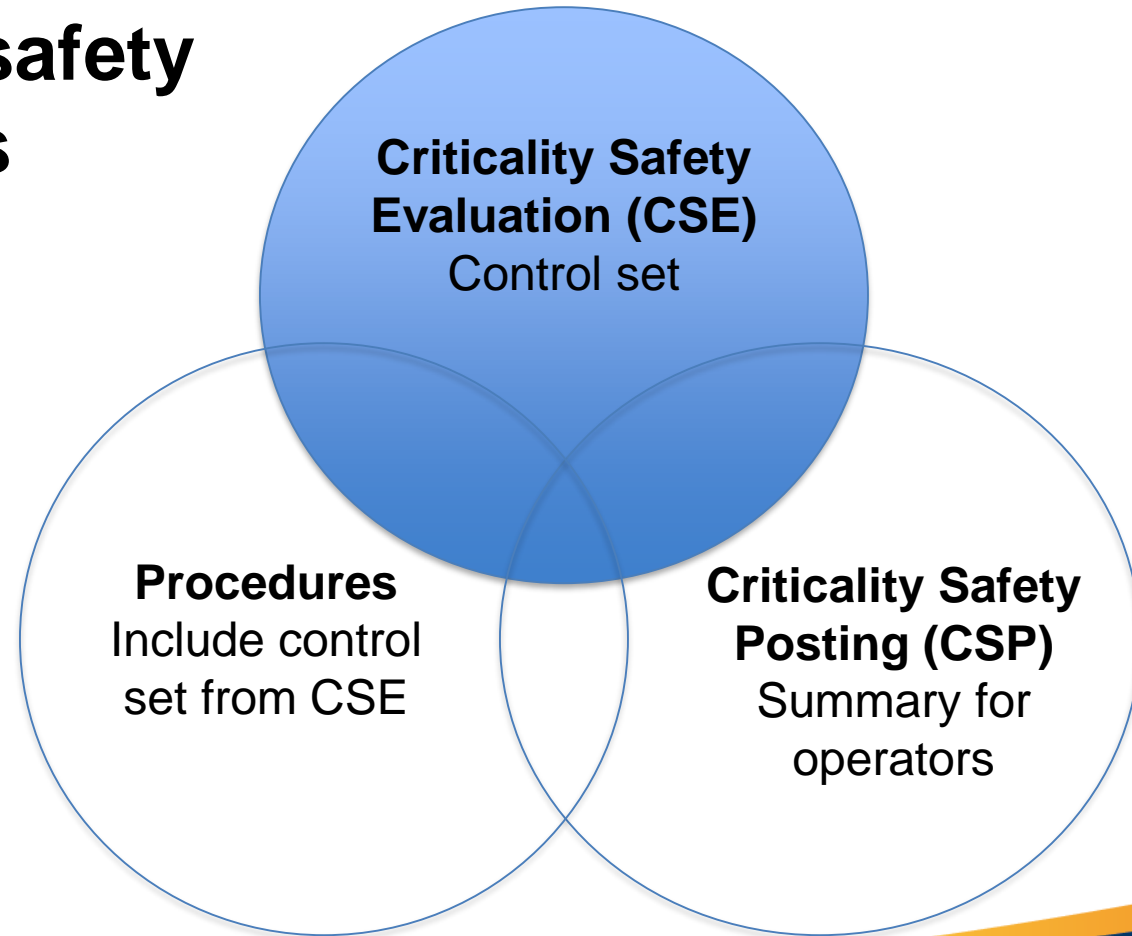 safety
s
Criticality Safety
Evaluation (CSE)
Control set
Procedures
Include control
set from CSE
Criticality Safety
Posting (CSP)
Summary for
operators